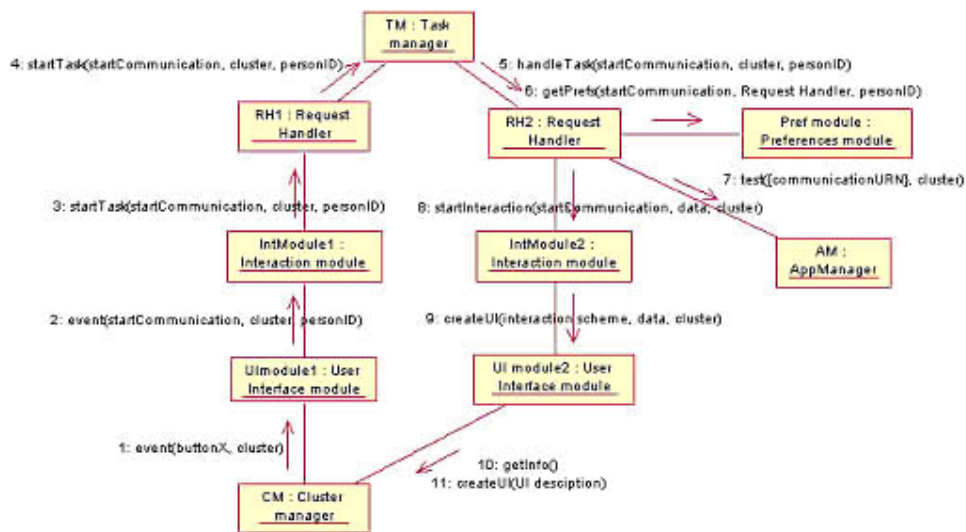 TM : Task
manager
4: startTask(startCommunication, cluster, personID)
5: handleTask(startCommunication, cluster, personID)
6: getPrefs(startCommunication, Request Handler, personID)
RH1 : Request
Handler
RH2 : Request
Handler
Pref module :
Preferences module
7: test([communicationURN}, cluster)
3: startTask(startCommunication, cluster, personID)
8: startInteraction(startCommunication, data, cluster)
IntModule1 :
Interaction module
IntModule2 :
Interaction module
AM :
AppManager
2: event(startCommunication, cluster, personID)
9: createUI(interaction scheme, data, cluster)
UImodule1 : User
Interface module
UI module2 : User
Interface module
1: event(buttonX, cluster)
10: getInfo()
11: createUI(UI desciption)
CM : Cluster
manager